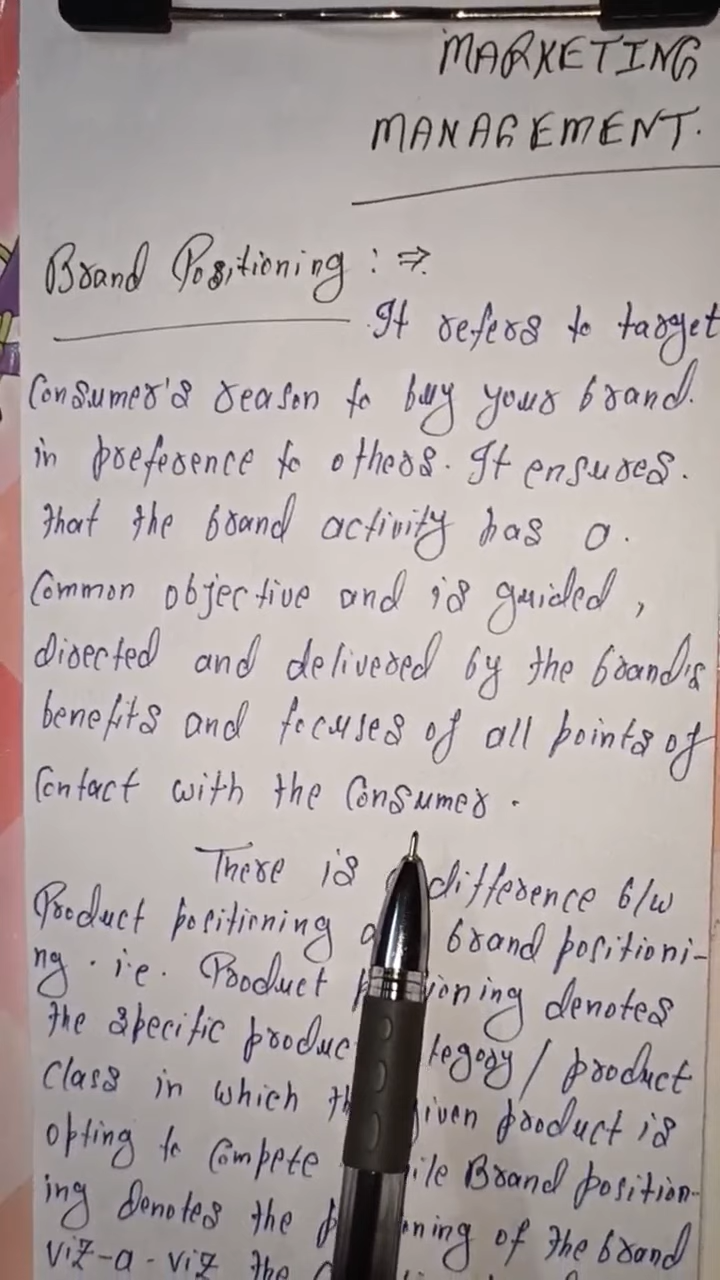 MARKETING
MANAGEMENT.
Brand Positioning : ⇒
It refers to target
Consumer's reason to buy your brand.
in preference to others. It ensures.
that the brand activity has a.
Common objective and is guided,
directed and delivered by the brand's
benefits and focuses of all points of
Contact with the Consumer.
There is difference b/w
Product positirning brand positioni-
ng. i.e. Product ioning denotes
the specific produc tegory / product
Class in which iven product is
opting to compete ile Brand position-
ing denotes the ning of the brand
viz-a-viz the